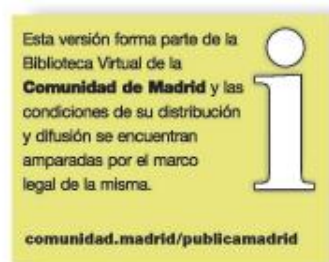 Esta versión forma parte de la
Biblioteca Virtual de la
Comunidad de Madrid y las
condiciones de su distribución
y difusión se encuentran
amparadas por el marco
legal de la misma.
comunidad.madrid/publicamadrid